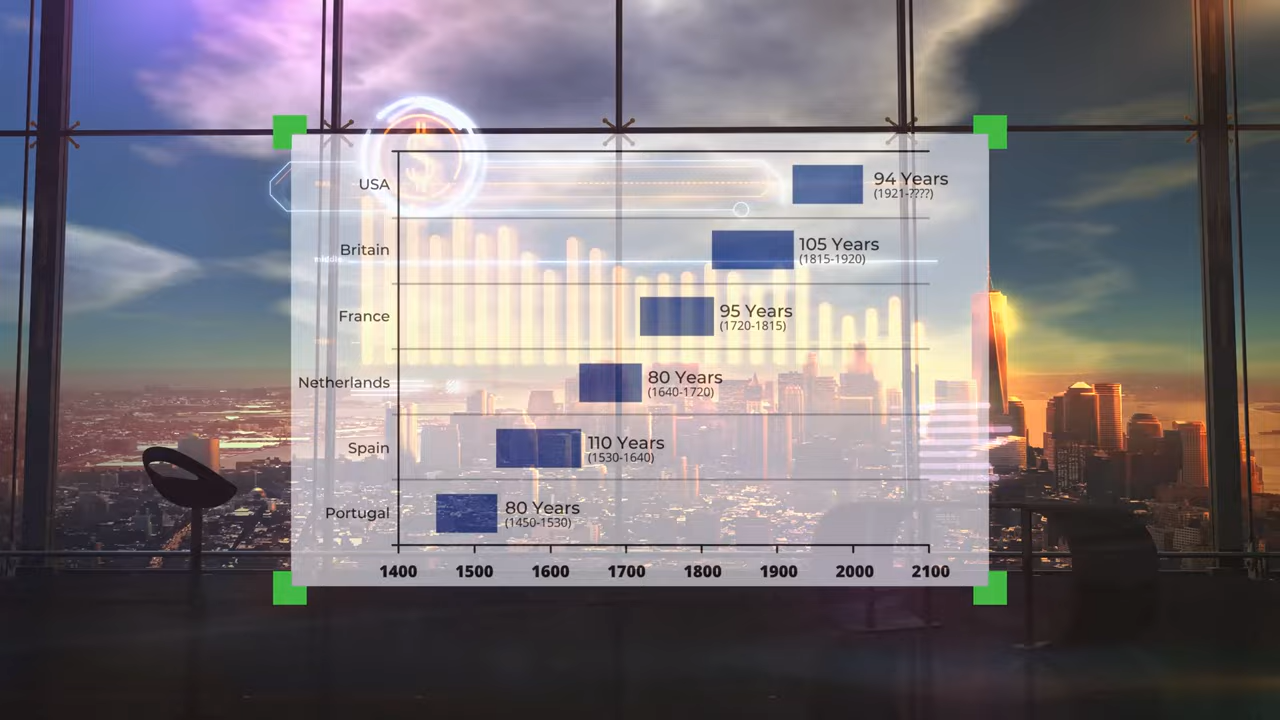 $
USA
94 Years
(1921-????)
Britain
105 Years
(1815-1920)
middle
France
95 Years
(1720-1815)
Netherlands
80 Years
(1640-1720)
Spain
110 Years
(1530-1640)
Portugal
80 Years
(1450-1530)
1400 1500 1600 1700 1800 1900 2000 2100